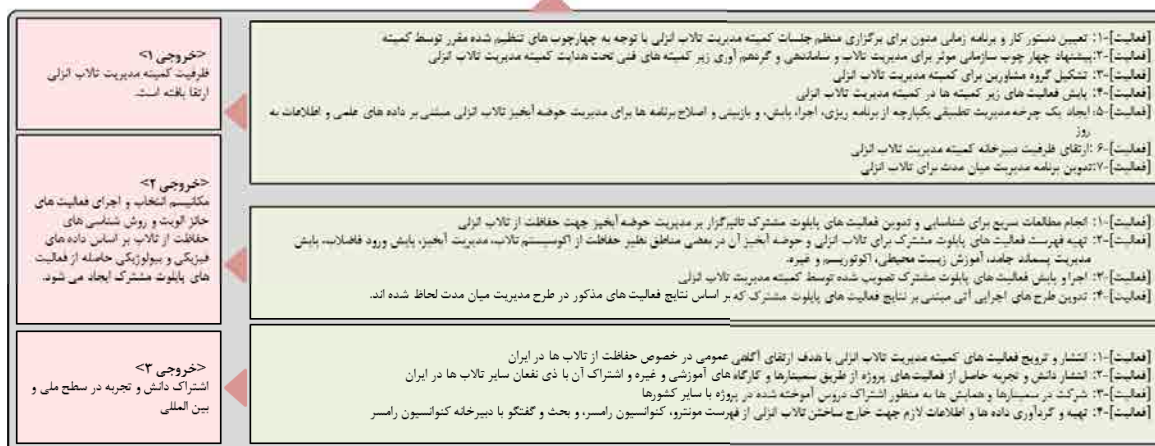 [فعالیت]-۱: تعیین دستور کار و برنامه زمانی مدون برای برگزاری منظم جلسات کمیته مدیریت تالاب انزلی با توجه به چهارچوب های تنظیم شده مقرر توسط کمیته
[فعالیت]-۲: پیشنهاد چهار چوب سازمانی موثر برای مدیریت تالاب و ساماندهی و گردهم آوری زیر کمیته های فنی تحت هدایت کمیته مدیریت تالاب انزلی
[فعالیت]-۳: تشکیل گروه مشاورین برای کمیته مدیریت تالاب انزلی
[فعالیت]-۴: پایش فعالیت های زیر کمیته ها در کمیته مدیریت تالاب انزلی
[فعالیت]-۵: ایجاد یک چرخه مدیریت تطبیقی یکپارچه از برنامه ریزی، اجرا، پایش، و بازبینی و اصلاح برنامه ها برای مدیریت حوضه آبخیز تالاب انزلی مبتنی بر داده های علمی و اطلاعات به
روز
[فعالیت]-۶: ارتقای ظرفیت دبیرخانه کمیته مدیریت تالاب انزلی
[فعالیت]-۷: تدوین برنامه مدیریت میان مدت برای تالاب انزلی
<خروجی ۱>
ظرفیت کمیته مدیریت تالاب انزلی
ارتقا یافته است.
[فعالیت]-۱: انجام مطالعات سریع برای شناسایی و تدوین فعالیت های پایلوت مشترک تاثیرگزار بر مدیریت حوضه آبخیز جهت حفاظت از تالاب انزلی
[فعالیت]-۲: تهیه فهرست فعالیت های پایلوت مشترک برای تالاب انزلی و حوضه آبخیز آن در بعضی مناطق نظیر حفاظت از اکوسیستم تالاب، مدیریت آبخیز، پایش ورود فاضلاب، پایش
مدیریت پسماند جامد، آموزش زیست محیطی، اکوتوریسم و غیره.
[فعالیت]-۳: اجرا و پایش فعالیت های پایلوت مشترک تصویب شده توسط کمیته مدیریت تالاب انزلی
[فعالیت]-۴: تدوین طرح های اجرایی آتی مبتنی بر نتایج فعالیت های پایلوت مشترک که بر اساس نتایج فعالیت های مذکور در طرح مدیریت میان مدت لحاظ شده اند.
<خروجی ۲>
مکانیسم انتخاب و اجرای فعالیت های
حائز الویت و روش شناسی های
حفاظت از تالاب بر اساس داده های
فیزیکی و بیولوژیکی حاصله از فعالیت
های پایلوت مشترک ایجاد می شود.
[فعالیت]-۱: انتشار و ترویج فعالیت های کمیته مدیریت تالاب انزلی با هدف ارتقای آگاهی عمومی در خصوص حفاظت از تالاب ها در ایران
[فعالیت]-۲: انتشار دانش و تجربه حاصل از فعالیت های پروژه از طریق سمینارها و کارگاه های آموزشی و غیره و اشتراک آن با ذی نفعان سایر تالاب ها در ایران
[فعالیت]-۳: شرکت در سمینارها و همایش ها به منظور اشتراک دروس آموخته شده در پروژه با سایر کشورها
[فعالیت]-۴: تهیه و گردآوری داده ها و اطلاعات لازم جهت خارج ساختن تالاب انزلی از فهرست مونترو، کنوانسیون رامسر، و بحث و گفتگو با دبیرخانه کنوانسیون رامسر
<خروجی ۳>
اشتراک دانش و تجربه در سطح ملی و
بین المللی